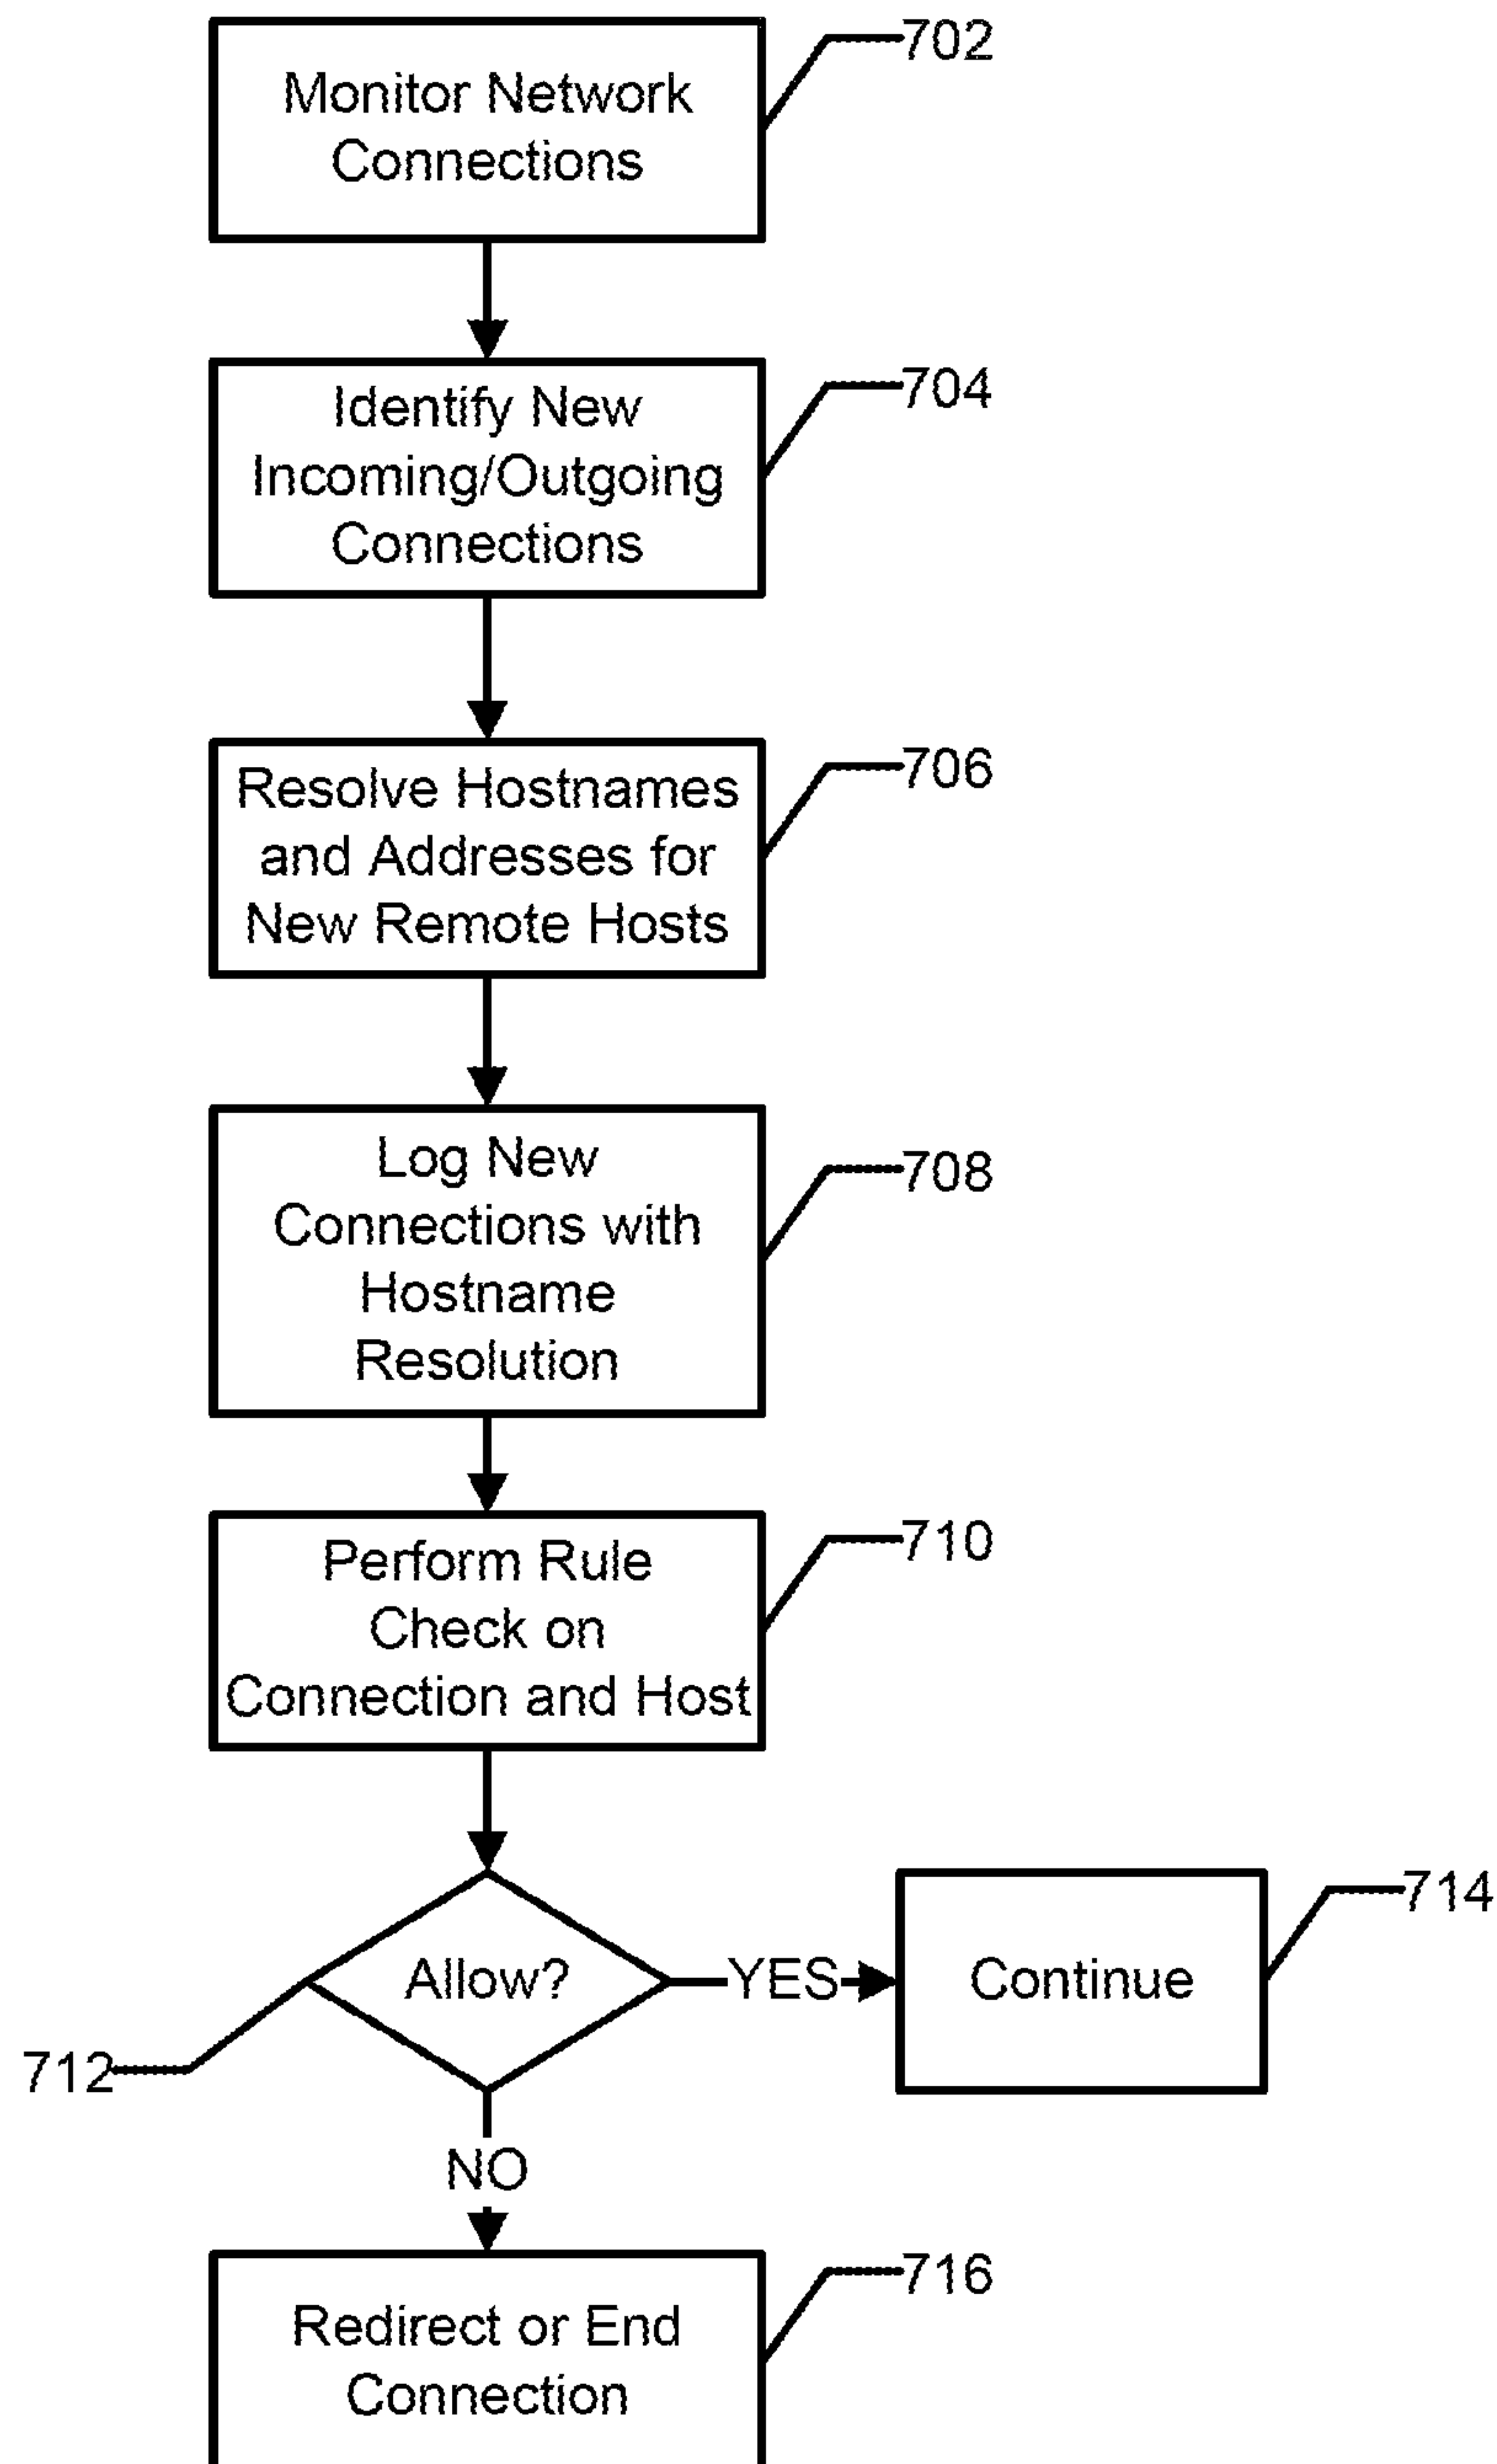 702
Monitor Network
Connections
704
Identify New
Incoming/Outgoing
Connections
706
Resolve Hostnames
and Addresses for
New Remote Hosts
708
Log New
Connections with
Hostname
Resolution
710
Perform Rule
Check on
Connection and Host
714
Allow?
YES
Continue
712
NO
716
Redirect or End
Connection